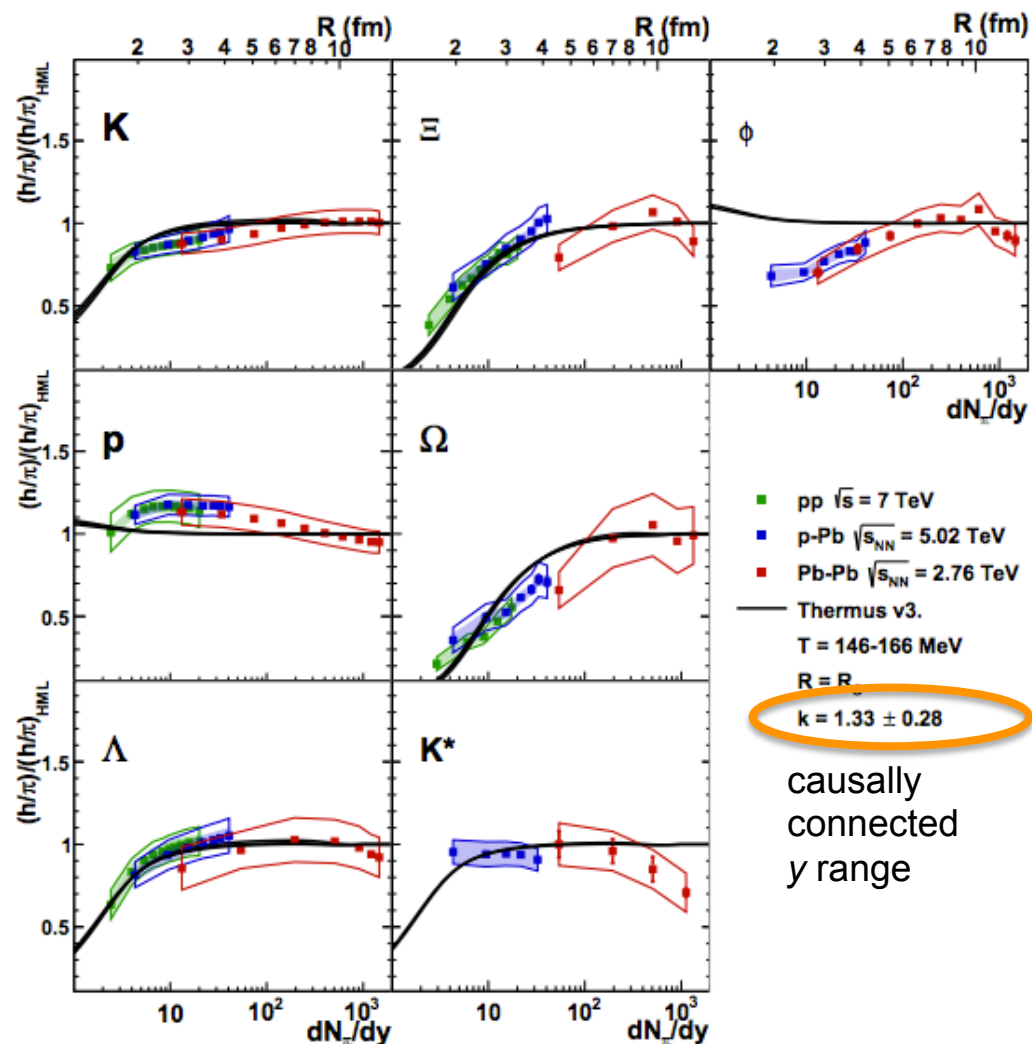 R (fm) R (fm) R (fm)
2 3 4 5 6 7 8 10 2 3 4 5 6 7 8 10 2 3 4 5 6 7 8 10
(h/π)/(h/π)HML
K
1.5
1
0.5
Ξ
ϕ
10 10² 10³
dN_π/dy
(h/π)/(h/π)HML
p
1.5
1
0.5
Ω
pp √s = 7 TeV
p-Pb √sNN = 5.02 TeV
Pb-Pb √sNN = 2.76 TeV
Thermus v3.
T = 146-166 MeV
k = 1.33 ± 0.28
causally
connected
y range
(h/π)/(h/π)HML
Λ
1.5
1
0.5
K*
10 10² 10³ 10 10² 10³
dN_π/dy dN_π/dy